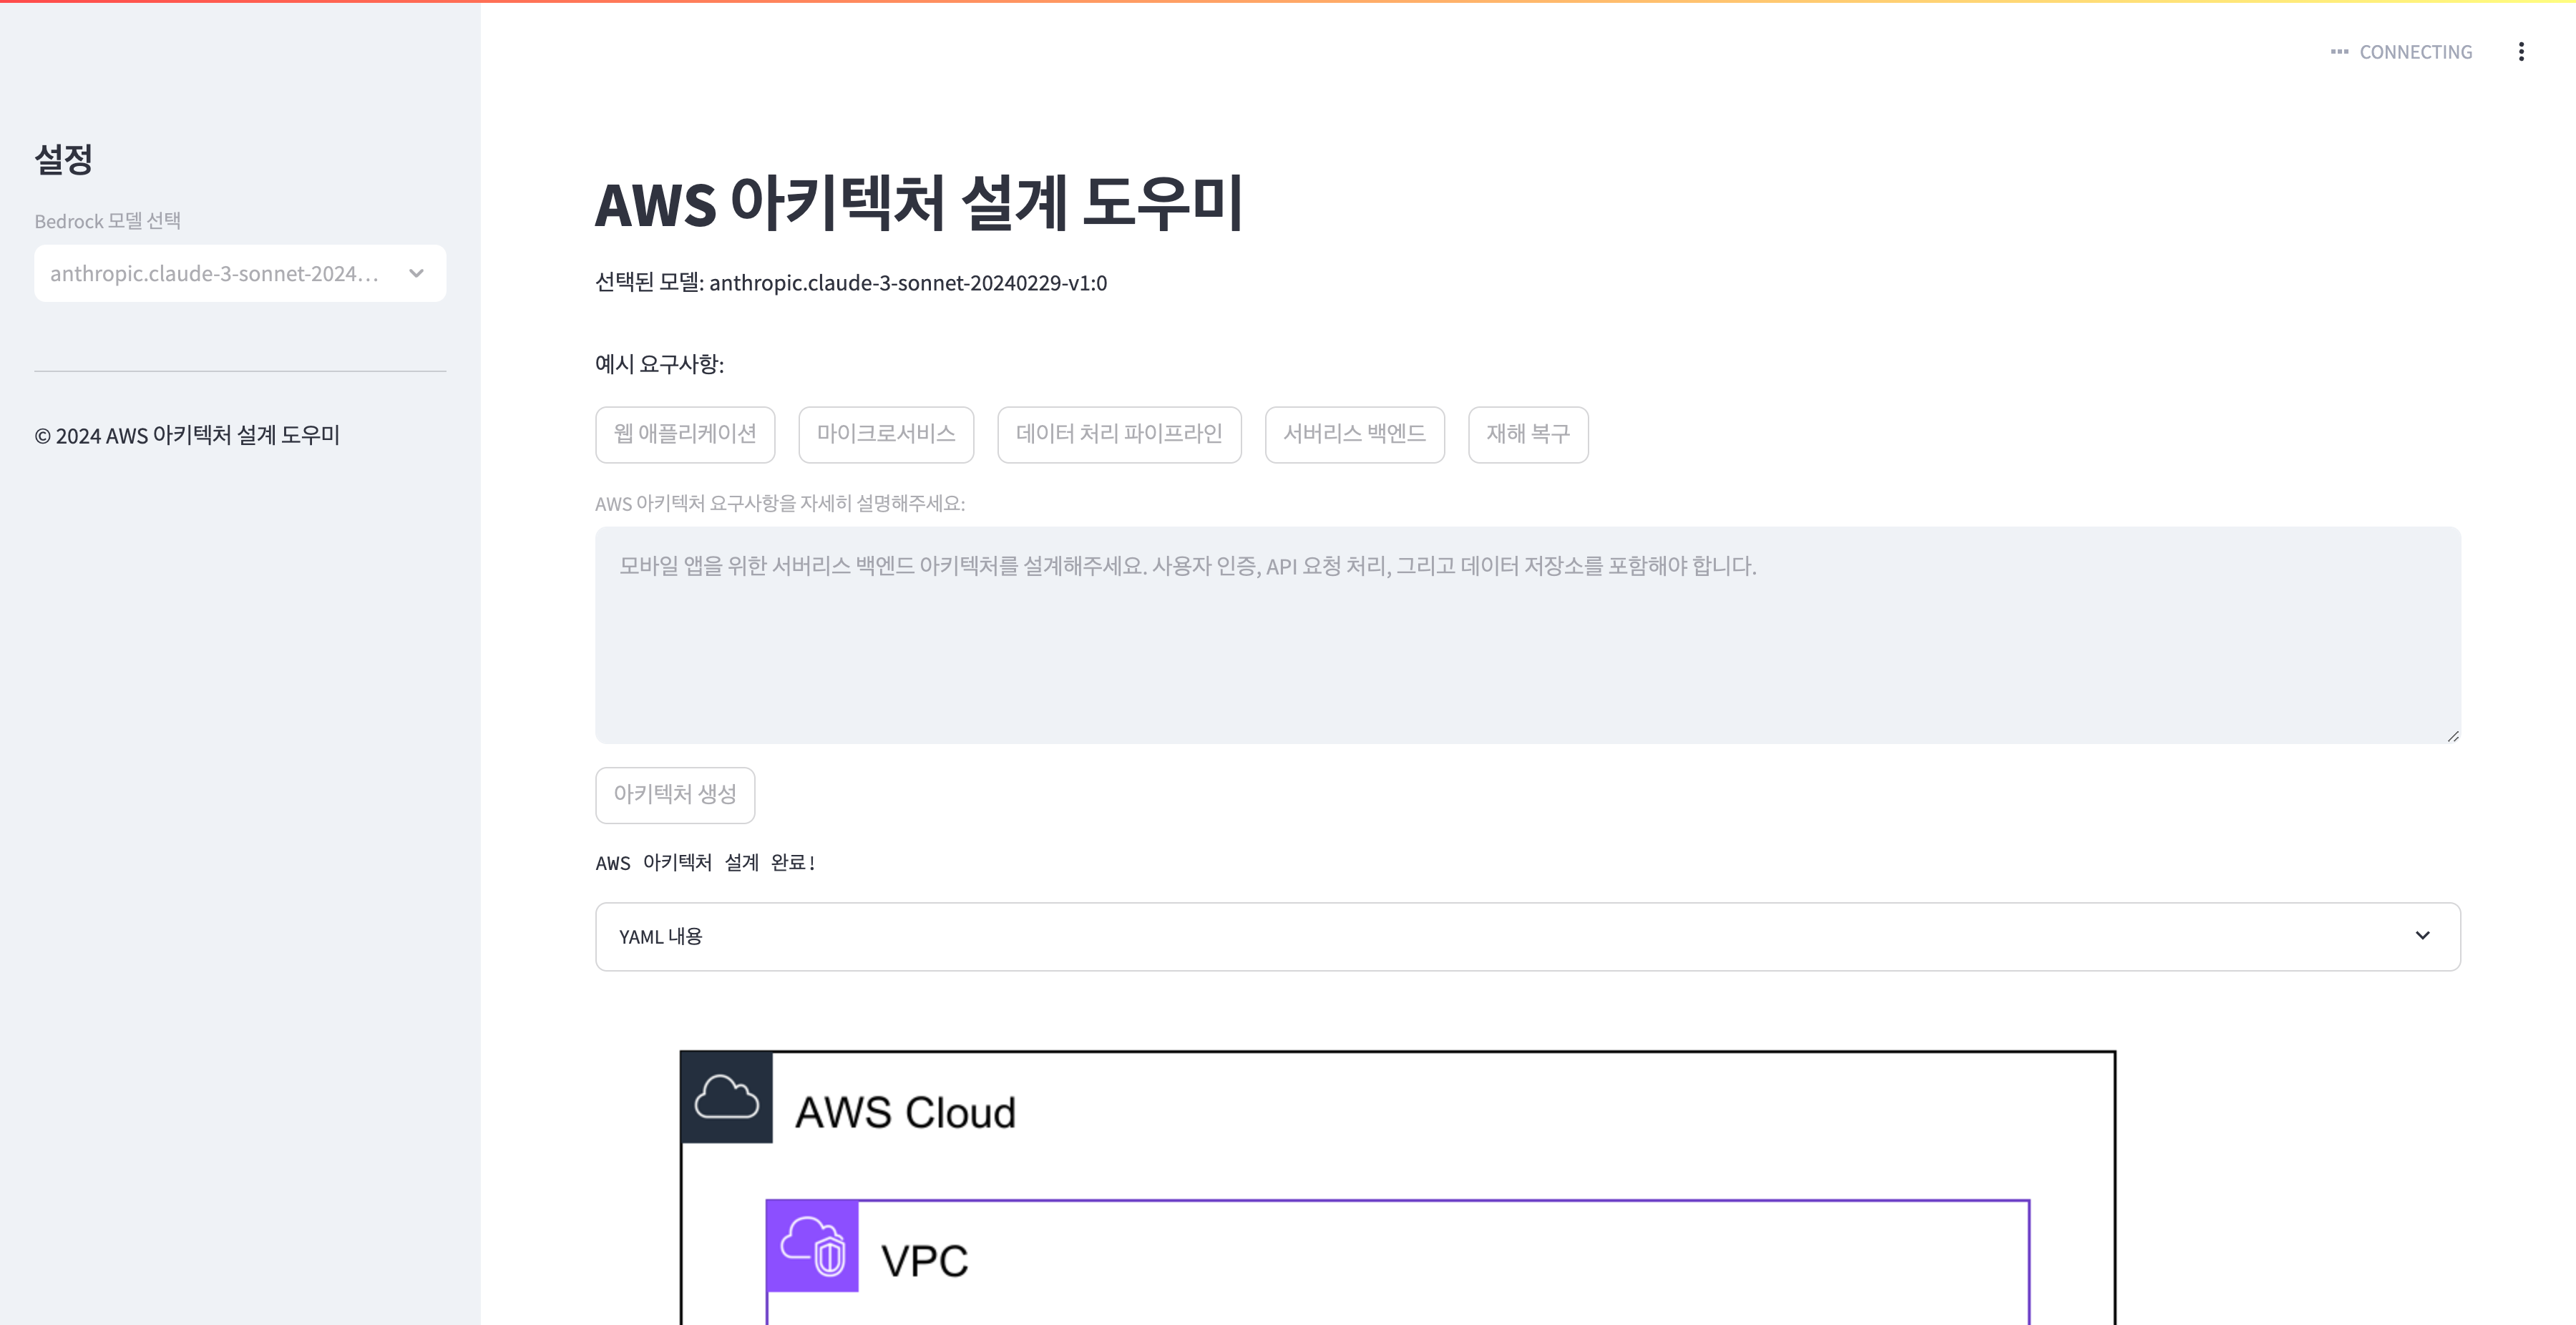 CONNECTING
설정
Bedrock 모델 선택
anthropic.claude-3-sonnet-2024...
© 2024 AWS 아키텍처 설계 도우미
AWS 아키텍처 설계 도우미
선택된 모델: anthropic.claude-3-sonnet-20240229-v1:0
예시 요구사항:
웹 애플리케이션
마이크로서비스
데이터 처리 파이프라인
서버리스 백엔드
재해 복구
AWS 아키텍처 요구사항을 자세히 설명해주세요:
모바일 앱을 위한 서버리스 백엔드 아키텍처를 설계해주세요. 사용자 인증, API 요청 처리, 그리고 데이터 저장소를 포함해야 합니다.
아키텍처 생성
AWS 아키텍처 설계 완료!
YAML 내용
AWS Cloud
VPC